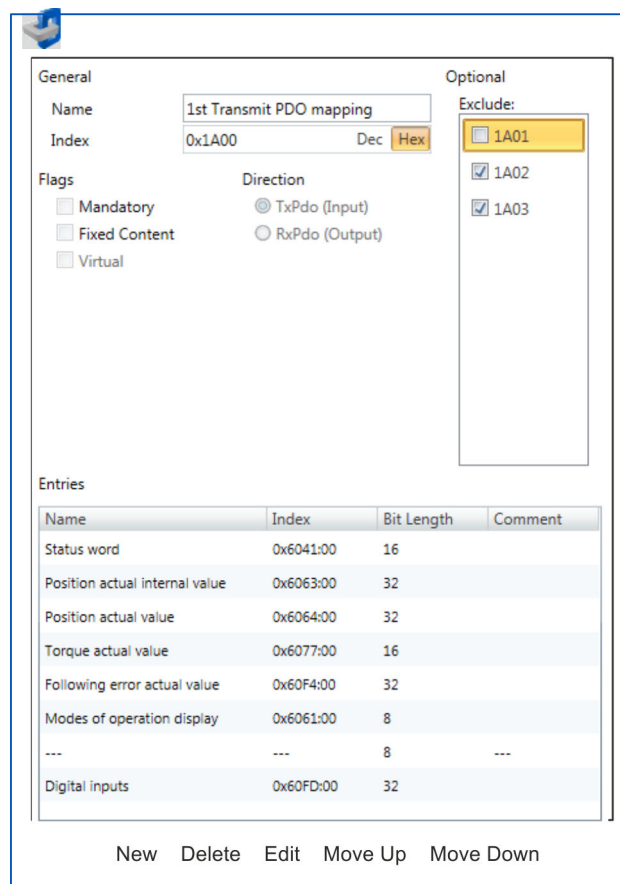 General
Optional
Name 1st Transmit PDO mapping
Exclude:
Index 0x1A00 Dec Hex
1A01
Flags
Direction
1A02
Mandatory
TxPdo (Input)
1A03
Fixed Content
RxPdo (Output)
Virtual
Entries
Name Index Bit Length Comment
Status word 0x6041:00 16
Position actual internal value 0x6063:00 32
Position actual value 0x6064:00 32
Torque actual value 0x6077:00 16
Following error actual value 0x60F4:00 32
Modes of operation display 0x6061:00 8
--- --- 8 ---
Digital inputs 0x60FD:00 32
New Delete Edit Move Up Move Down